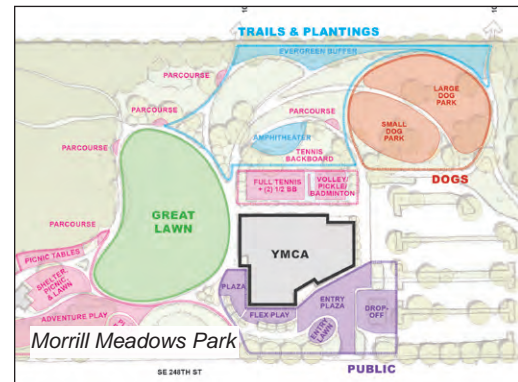 TRAILS & PLANTINGS
EVERGREEN BUFFER
PARCOURSE
PARCOURSE
PARCOURSE
PARCOURSE
LARGE
DOG
PARK
SMALL
DOG PARK
AMPHITHEATER
TENNIS
BACKBOARD
PARCOURSE
DOGS
FULL TENNIS
+ (2) 1/2 BB
VOLLEY/
PICKLE/
BADMINTON
GREAT
LAWN
YMCA
PICNIC TABLES
SHELTER,
PICNIC,
& LAWN
ADVENTURE PLAY
PLAZA
FLEX PLAY
ENTRY
PLAZA
DROP-
OFF
ENTRY
LAWN
Morrill Meadows Park
PUBLIC
SE 248TH ST